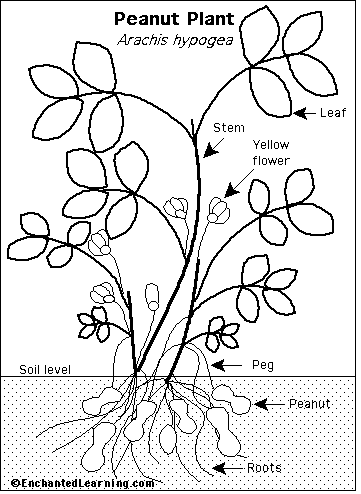 Peanut Plant
Arachis hypogea
Leaf
Stem
Yellow
flower
Soil level
Peg
Peanut
Roots
©EnchantedLearning.com